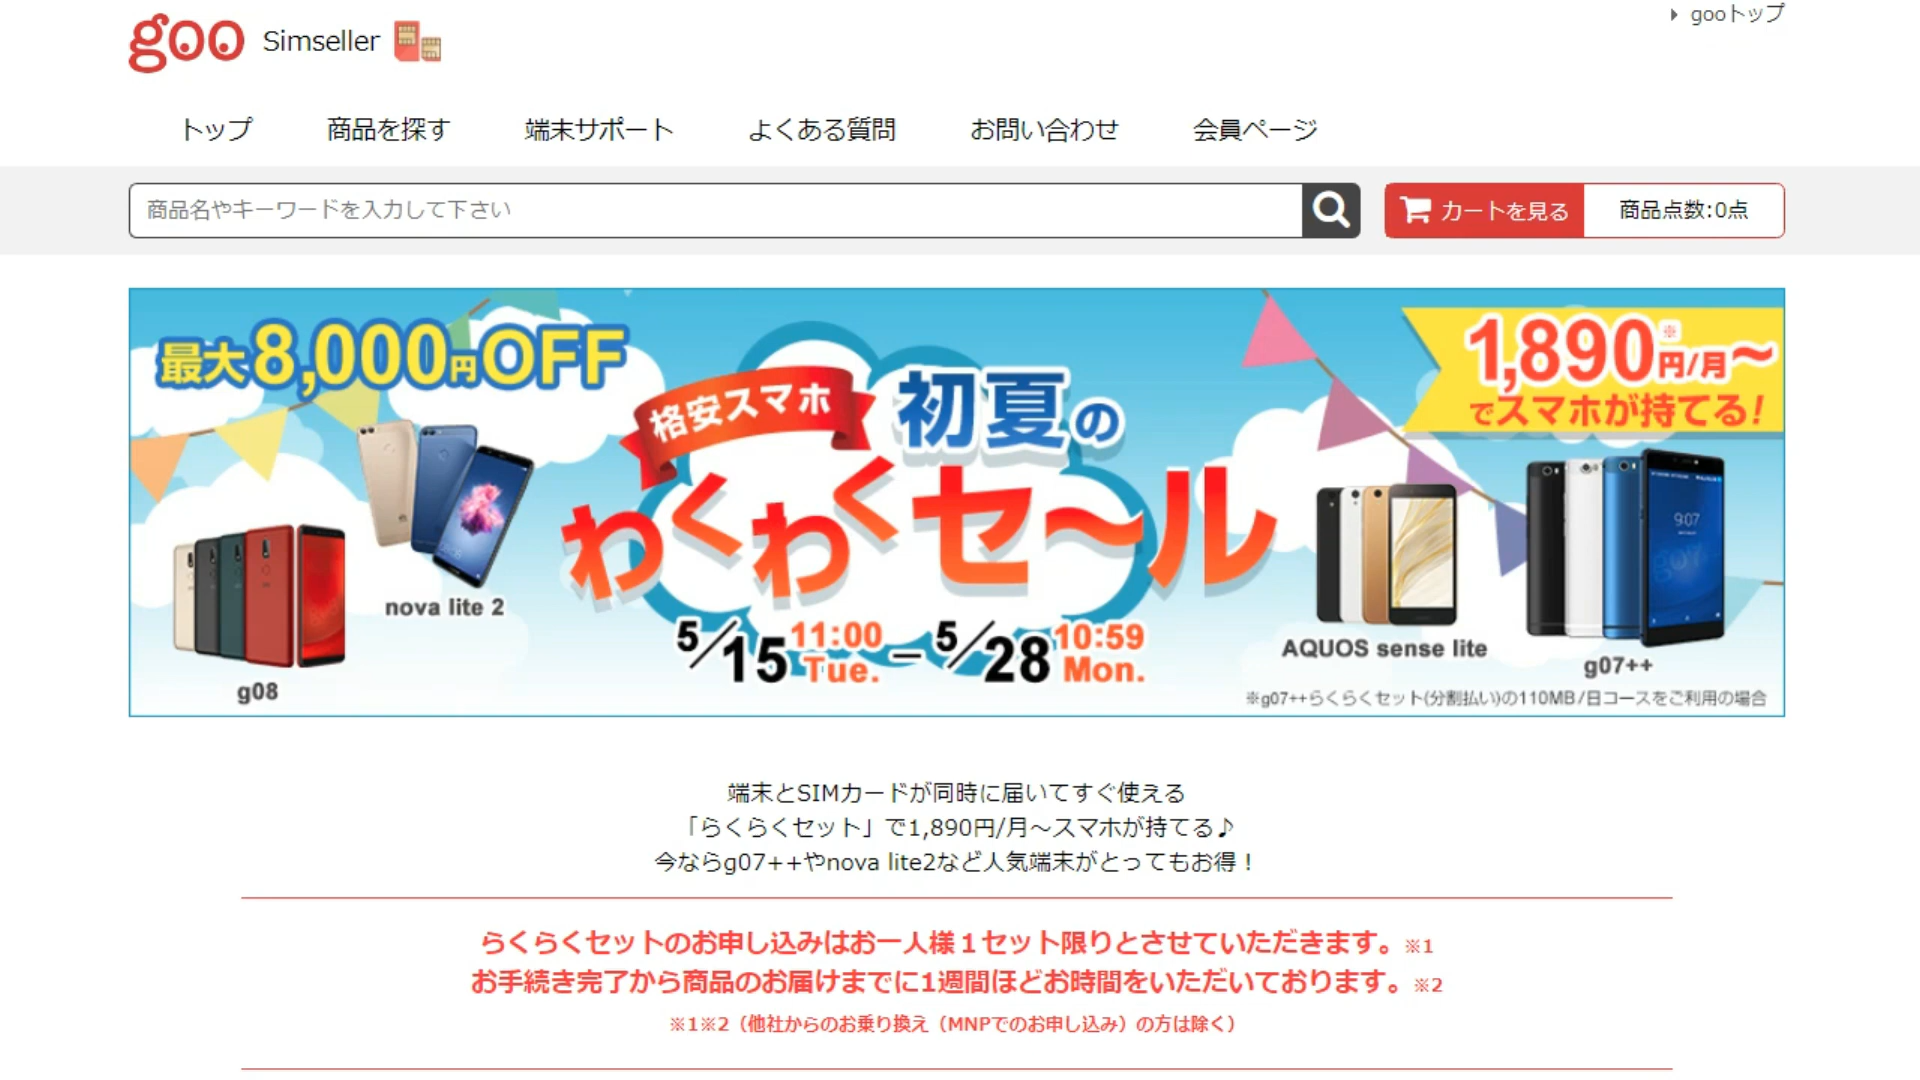 goo Simseller
gooトップ
トップ 商品を探す 端末サポート よくある質問 お問い合わせ 会員ページ
商品名やキーワードを入力して下さい
カートを見る 商品点数:0点
最大8,000円OFF
格安スマホ 初夏の
わくわくセ〜ル
5/15 11:00 Tue. – 5/28 10:59 Mon.
1,890円/月〜※
でスマホが持てる!
g08
nova lite 2
AQUOS sense lite
9:07
g07++
※g07++らくらくセット(分割払い)の110MB/日コースをご利用の場合
端末とSIMカードが同時に届いてすぐ使える
「らくらくセット」で1,890円/月〜スマホが持てる♪
今ならg07++やnova lite2など人気端末がとってもお得！
らくらくセットのお申し込みはお一人様１セット限りとさせていただきます。※1
お手続き完了から商品のお届けまでに1週間ほどお時間をいただいております。※2
※1※2（他社からのお乗り換え（MNPでのお申し込み）の方は除く）